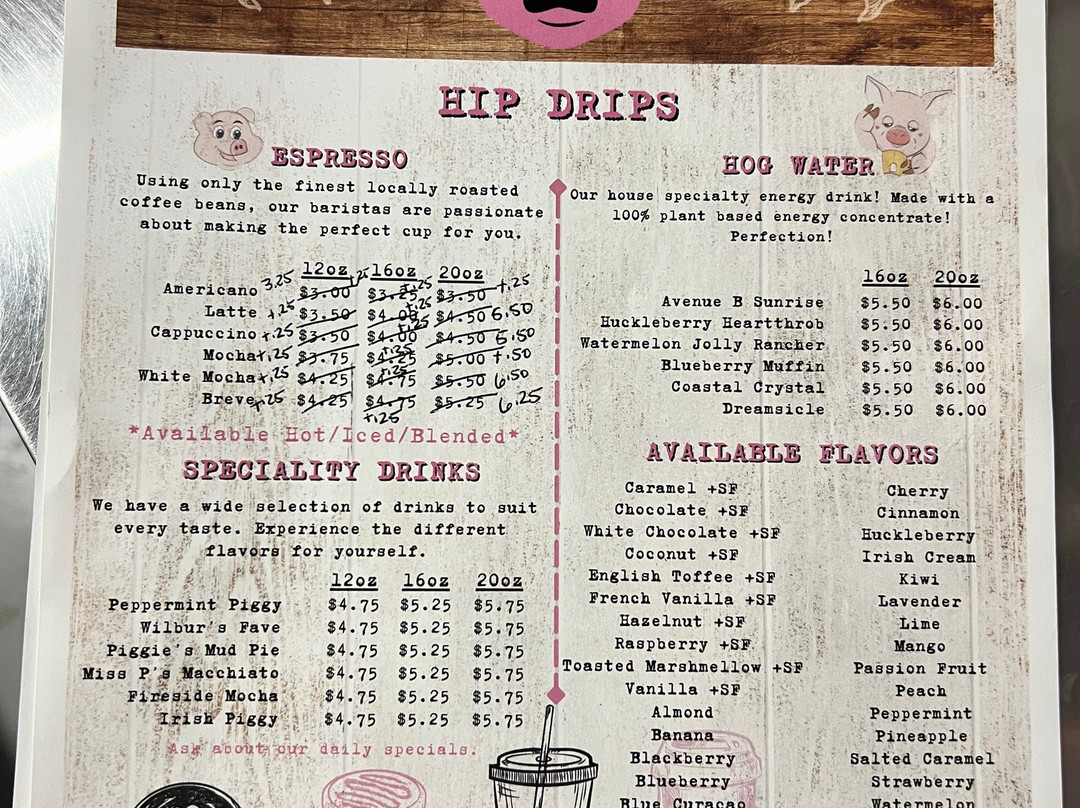 HIP DRIPS
ESPRESSO
Using only the finest locally roasted
coffee beans, our baristas are passionate
about making the perfect cup for you.
12oz 16oz 20oz
Americano 3.25 $3.00 +.25 $3.25 +.25 $3.50 +.25
Latte +.25 $3.50 $4.00 +.25 $4.50 6.50
Cappuccino +.25 $3.50 $4.00 +.25 $4.50 6.50
Mocha +.25 $3.75 $4.25 +.25 $5.00 +.50
White Mocha +.25 $4.25 $4.75 +.25 $5.50 6.50
Breve +.25 $4.25 $4.75 +.25 $5.25 6.25
*Available Hot/Iced/Blended*
SPECIALITY DRINKS
We have a wide selection of drinks to suit
every taste. Experience the different
flavors for yourself.
12oz 16oz 20oz
Peppermint Piggy $4.75 $5.25 $5.75
Wilbur's Fave $4.75 $5.25 $5.75
Piggie's Mud Pie $4.75 $5.25 $5.75
Miss P's Macchiato $4.75 $5.25 $5.75
Fireside Mocha $4.75 $5.25 $5.75
Irish Piggy $4.75 $5.25 $5.75
Ask about our daily specials.
HOG WATER
Our house specialty energy drink! Made with a
100% plant based energy concentrate!
Perfection!
16oz 20oz
Avenue B Sunrise $5.50 $6.00
Huckleberry Heartthrob $5.50 $6.00
Watermelon Jolly Rancher $5.50 $6.00
Blueberry Muffin $5.50 $6.00
Coastal Crystal $5.50 $6.00
Dreamsicle $5.50 $6.00
AVAILABLE FLAVORS
Caramel +SF
Chocolate +SF
White Chocolate +SF
Coconut +SF
English Toffee +SF
French Vanilla +SF
Hazelnut +SF
Raspberry +SF
Toasted Marshmellow +SF
Vanilla +SF
Almond
Banana
Blackberry
Blueberry
Blue Curacao
Cherry
Cinnamon
Huckleberry
Irish Cream
Kiwi
Lavender
Lime
Mango
Passion Fruit
Peach
Peppermint
Pineapple
Salted Caramel
Strawberry
Watermelon